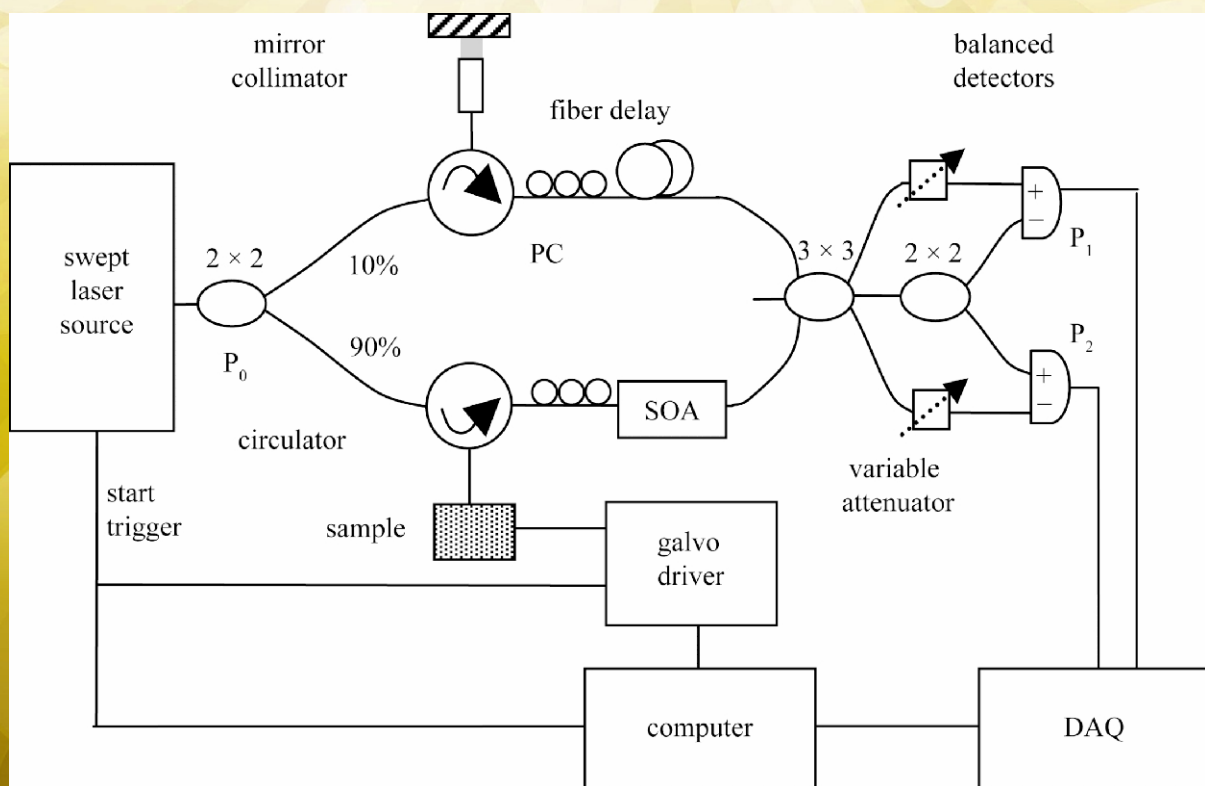 mirror
collimator
balanced
detectors
fiber delay
+
−
P₁
swept
laser
source
2 × 2
10%
PC
3 × 3
2 × 2
90%
P₀
P₂
+
−
circulator
SOA
variable
attenuator
start
trigger
sample
galvo
driver
computer
DAQ